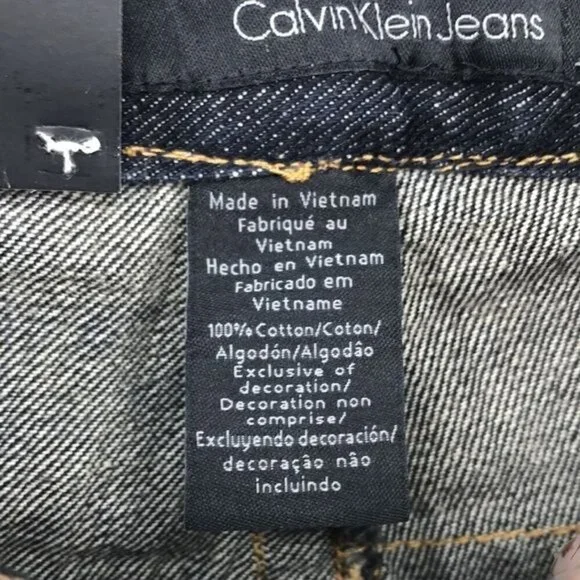 CalvinKlein Jeans
Made in Vietnam
Fabriqué au
Vietnam
Hecho en Vietnam
Fabricado em
Vietname
100% Cotton/Coton/
Algodón/Algodão
Exclusive of
decoration/
Decoration non
comprise/
Excluyendo decoración/
decoração não
incluindo